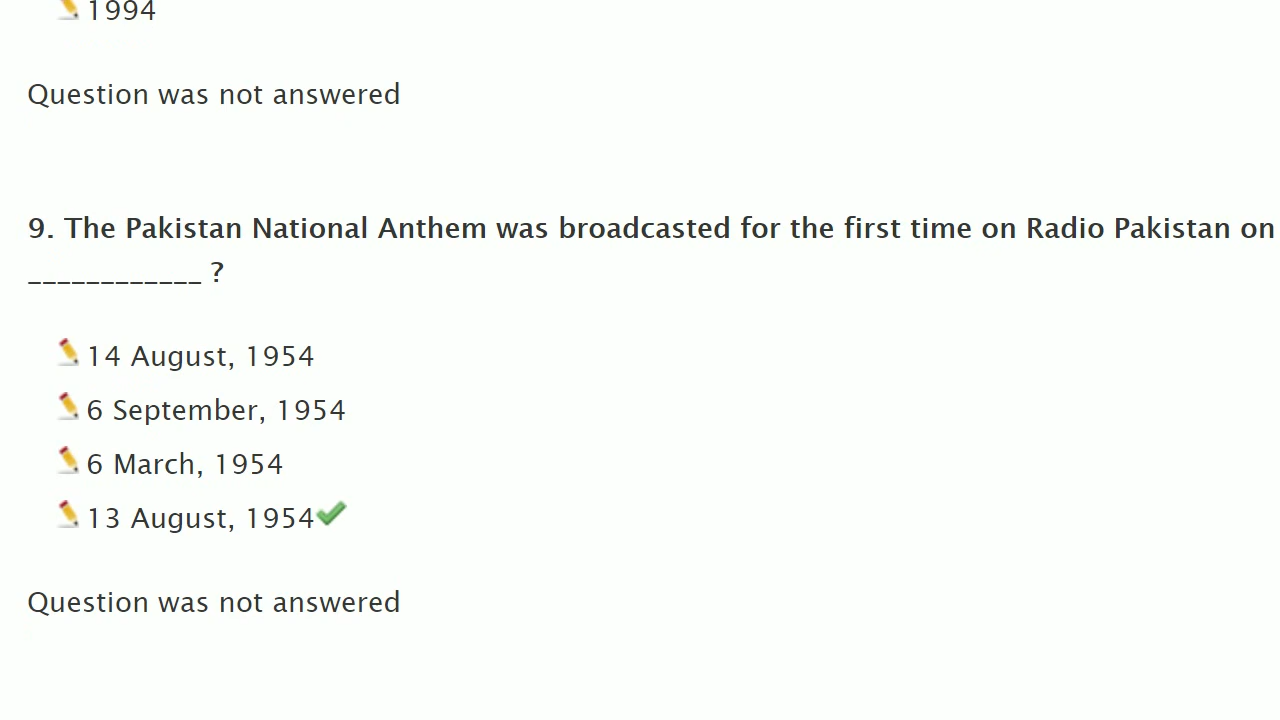 1994
Question was not answered
9. The Pakistan National Anthem was broadcasted for the first time on Radio Pakistan on
____________ ?
14 August, 1954
6 September, 1954
6 March, 1954
13 August, 1954
Question was not answered